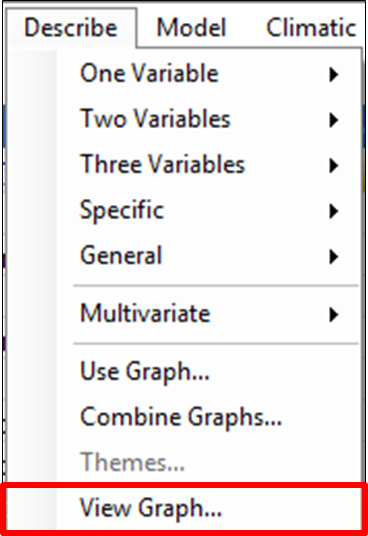 Describe Model Climatic
One Variable
Two Variables
Three Variables
Specific
General
Multivariate
Use Graph...
Combine Graphs...
Themes...
View Graph...